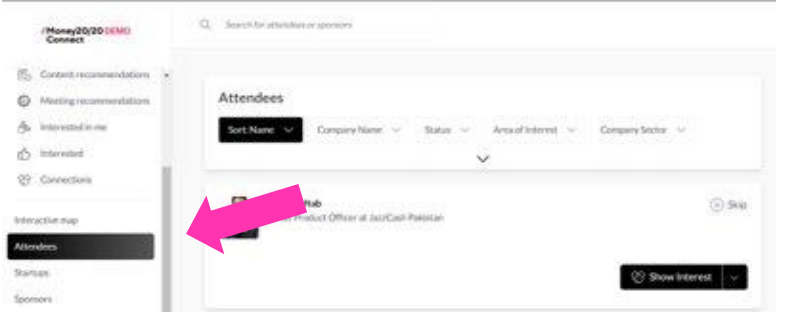 /Money20/20 DEMO
Connect
Search for attendees or sponsors
Content recommendations
Meeting recommendations
Interested in me
Interested
Connections
Interactive map
Attendees
Startups
Sponsors
Attendees
Sort: Name
Company Name
Status
Area of Interest
Company Sector
Product Officer at JazzCash Pakistan
Skip
Show Interest